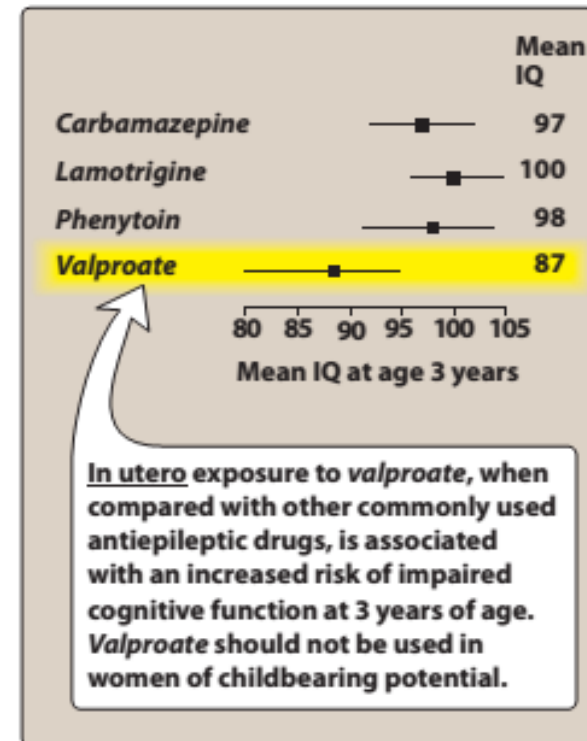 Mean
IQ
Carbamazepine 97
Lamotrigine 100
Phenytoin 98
Valproate 87
80 85 90 95 100 105
Mean IQ at age 3 years
In utero exposure to valproate, when
compared with other commonly used
antiepileptic drugs, is associated
with an increased risk of impaired
cognitive function at 3 years of age.
Valproate should not be used in
women of childbearing potential.